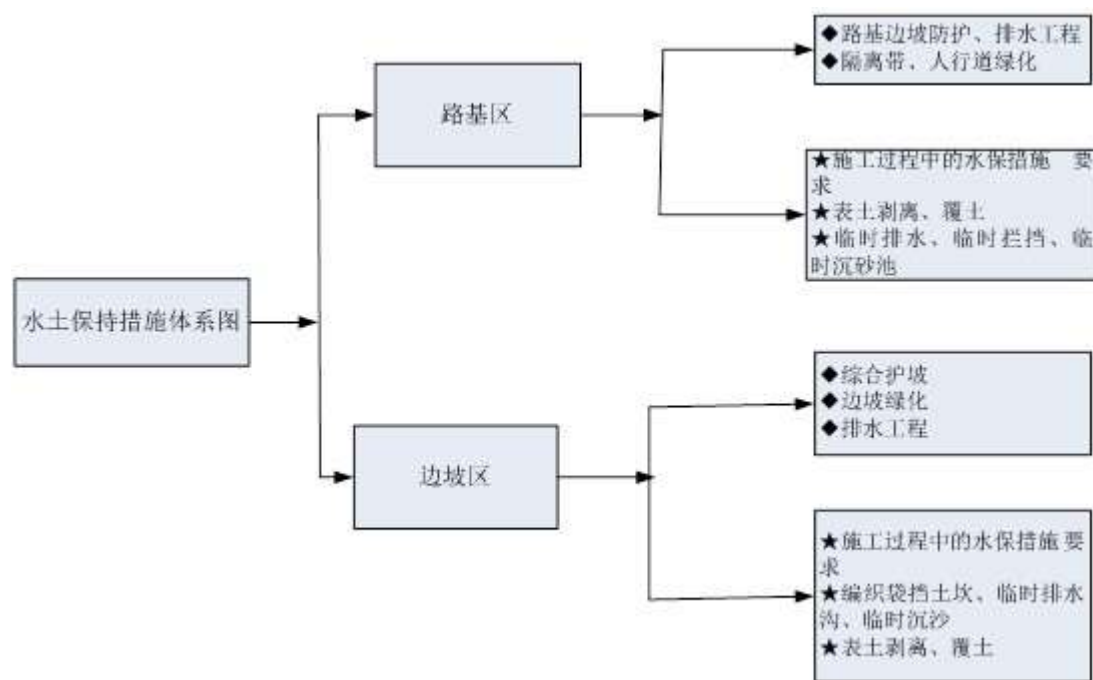 ◆路基边坡防护、排水工程
◆隔离带、人行道绿化
路基区
★施工过程中的水保措施 要
求
★表土剥离、覆土
★临时排水、临时拦挡、临
时沉砂池
水土保持措施体系图
◆综合护坡
◆边坡绿化
◆排水工程
边坡区
★施工过程中的水保措施要
求
★编织袋挡土坎、临时排水
沟、临时沉沙
★表土剥离、覆土